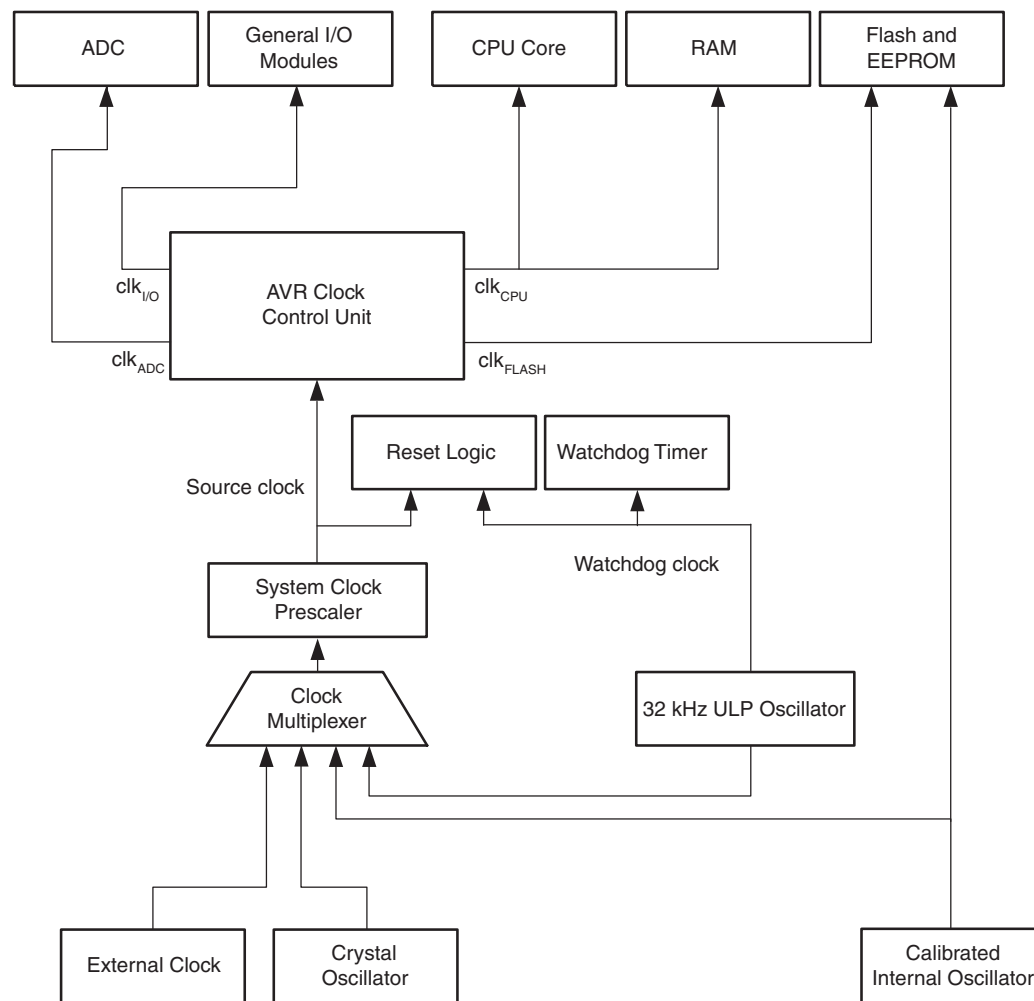 ADC
General I/O
Modules
CPU Core
RAM
Flash and
EEPROM
clkI/O
AVR Clock
Control Unit
clkCPU
clkADC
clkFLASH
Reset Logic
Watchdog Timer
Source clock
Watchdog clock
System Clock
Prescaler
Clock
Multiplexer
32 kHz ULP Oscillator
External Clock
Crystal
Oscillator
Calibrated
Internal Oscillator